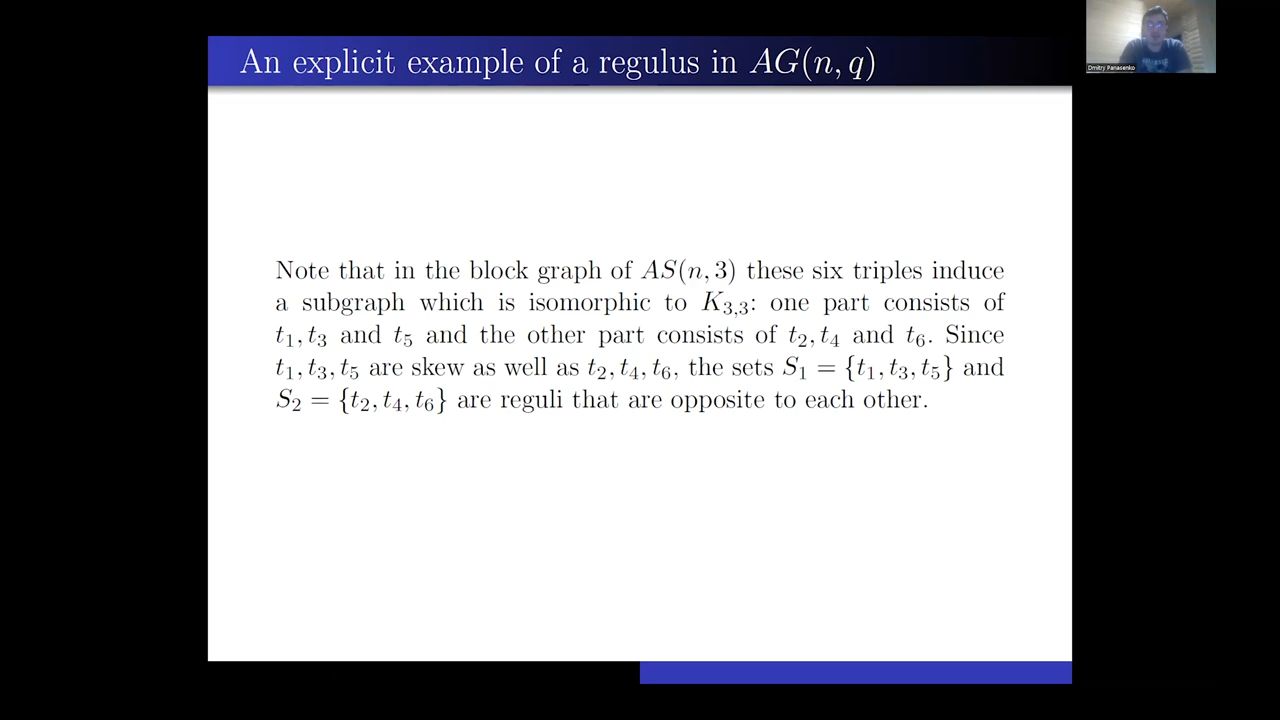 An explicit example of a regulus in AG(n, q)
Dmitry Panasenko
Note that in the block graph of AS(n, 3) these six triples induce
a subgraph which is isomorphic to K₃,₃: one part consists of
t₁, t₃ and t₅ and the other part consists of t₂, t₄ and t₆. Since
t₁, t₃, t₅ are skew as well as t₂, t₄, t₆, the sets S₁ = {t₁, t₃, t₅} and
S₂ = {t₂, t₄, t₆} are reguli that are opposite to each other.